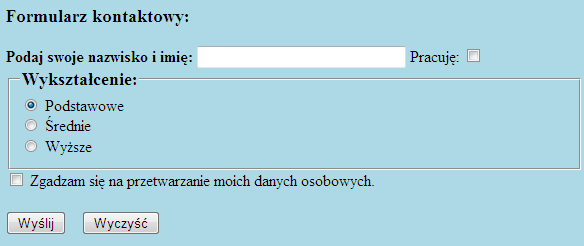 Formularz kontaktowy:
Podaj swoje nazwisko i imię: Pracuję:
Wykształcenie:
Podstawowe
Średnie
Wyższe
Zgadzam się na przetwarzanie moich danych osobowych.
Wyślij Wyczyść